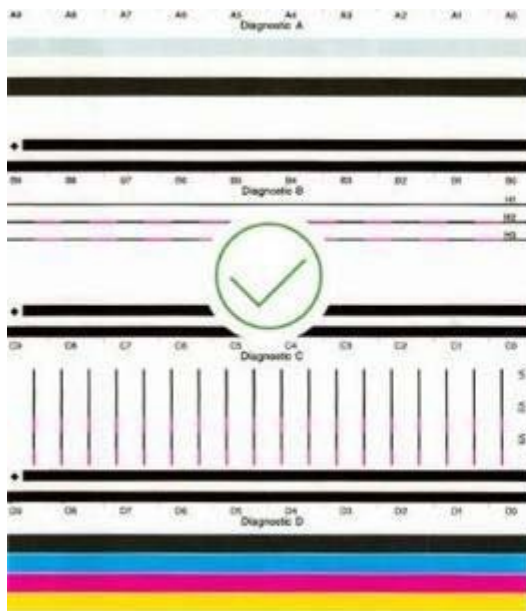 A9 A8 A7 A6 A5 A4 A3 A2 A1 A0
Diagnostic A
B9 B8 B7 B6 B5 B4 B3 B2 B1 B0
Diagnostic B
H1
H2
H3
C9 C8 C7 C6 C5 C4 C3 C2 C1 C0
Diagnostic C
D9 D8 D7 D6 D5 D4 D3 D2 D1 D0
Diagnostic D